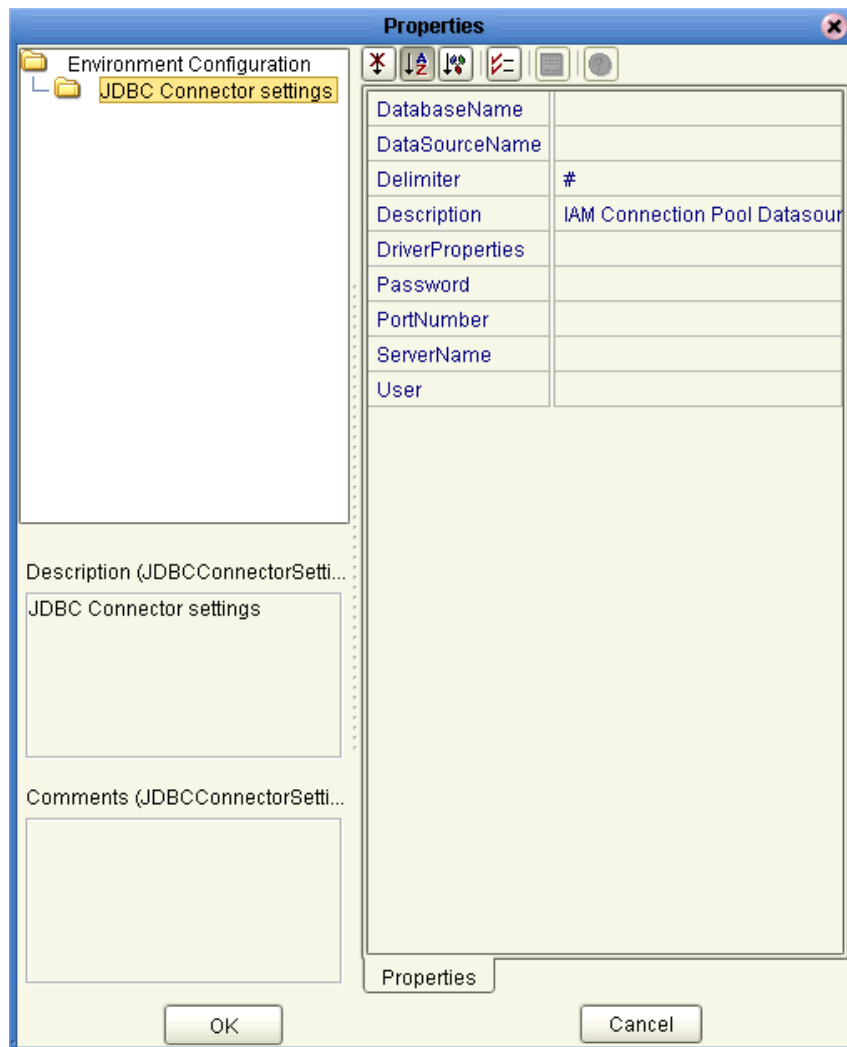 Properties
Environment Configuration
JDBC Connector settings
DatabaseName
DataSourceName
Delimiter #
Description IAM Connection Pool Datasour
DriverProperties
Password
PortNumber
ServerName
User
Description (JDBCConnectorSetti...
JDBC Connector settings
Comments (JDBCConnectorSetti...
Properties
OK
Cancel